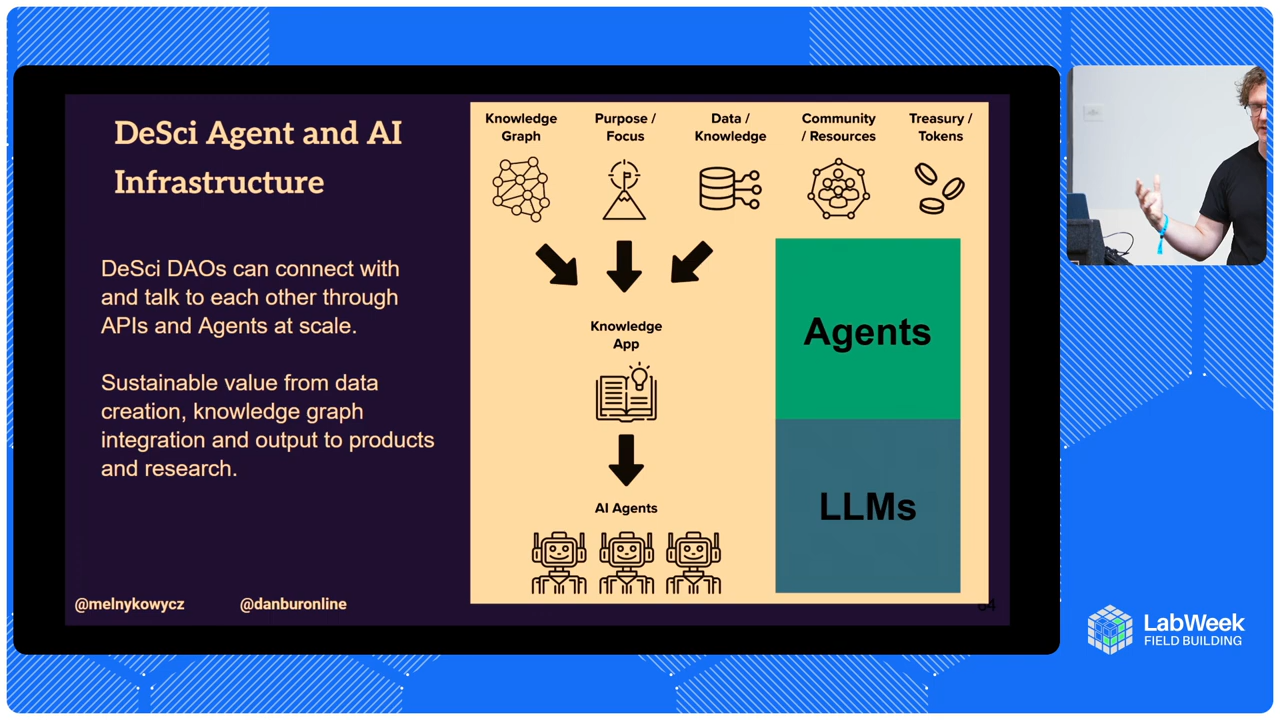 DeSci Agent and AI
Infrastructure
DeSci DAOs can connect with
and talk to each other through
APIs and Agents at scale.
Sustainable value from data
creation, knowledge graph
integration and output to products
and research.
@melnykowycz
@danburonline
Knowledge
Graph
Purpose /
Focus
Data /
Knowledge
Community
/ Resources
Treasury /
Tokens
Knowledge
App
AI Agents
Agents
LLMs
64
LabWeek
FIELD BUILDING